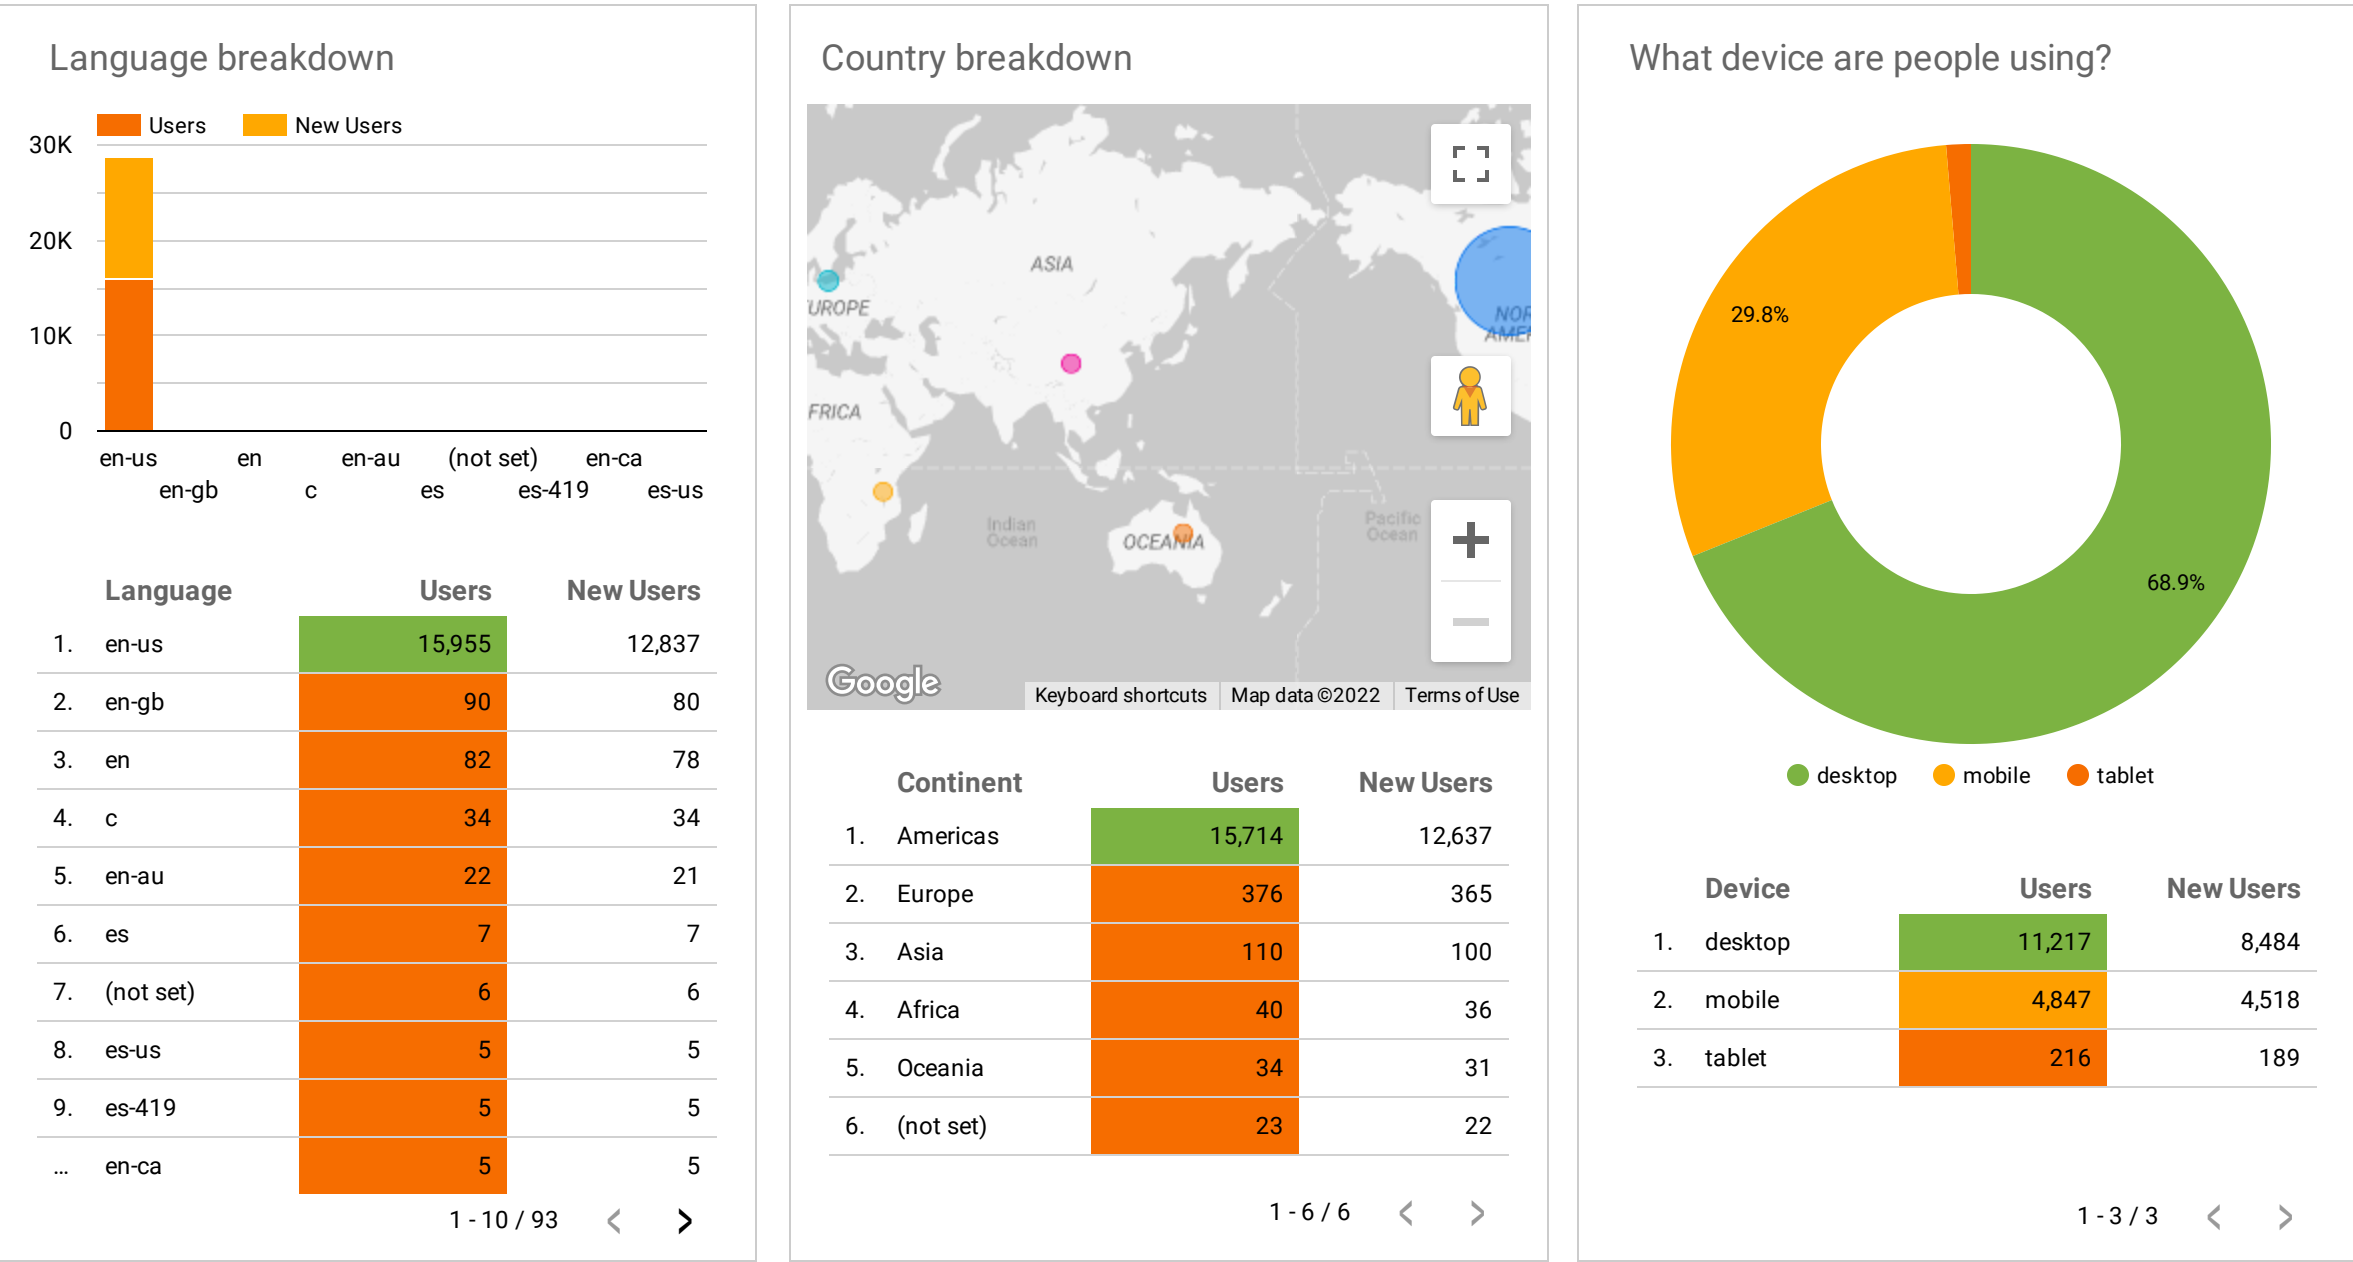 Language breakdown
Users New Users
30K
20K
10K
0
en-us en en-au (not set) en-ca
en-gb c es es-419 es-us
Language Users New Users
1. en-us 15,955 12,837
2. en-gb 90 80
3. en 82 78
4. c 34 34
5. en-au 22 21
6. es 7 7
7. (not set) 6 6
8. es-us 5 5
9. es-419 5 5
... en-ca 5 5
1 - 10 / 93
Country breakdown
ASIA
UROPE
NOR
AMER
FRICA
Indian
Ocean
OCEANIA
Pacific
Ocean
Google
Keyboard shortcuts Map data ©2022 Terms of Use
Continent Users New Users
1. Americas 15,714 12,637
2. Europe 376 365
3. Asia 110 100
4. Africa 40 36
5. Oceania 34 31
6. (not set) 23 22
1 - 6 / 6
What device are people using?
29.8%
68.9%
desktop mobile tablet
Device Users New Users
1. desktop 11,217 8,484
2. mobile 4,847 4,518
3. tablet 216 189
1 - 3 / 3